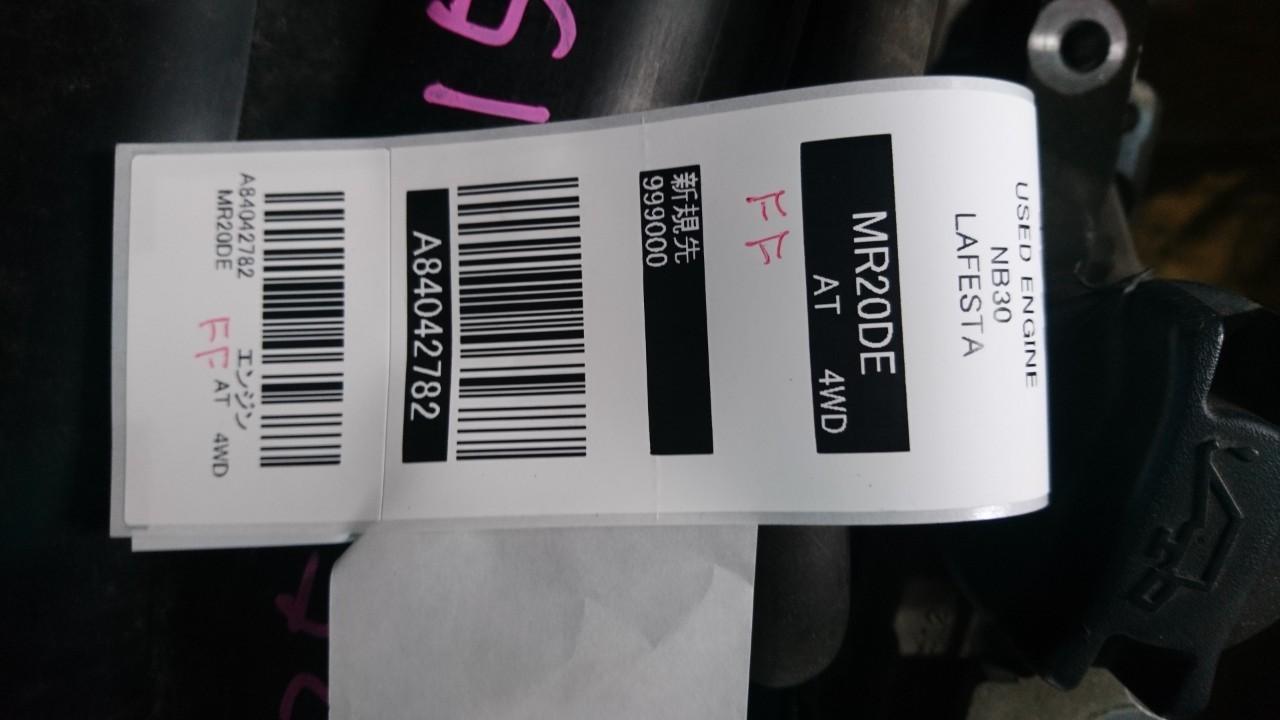 USED ENGINE
NB30
LAFESTA
MR20DE
AT 4WD
FF
新規先
999000
A84042782
エンジン
A84042782
MR20DE
AT 4WD
FF